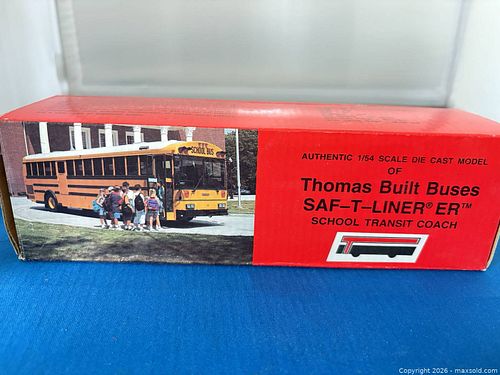 SCHOOL BUS
AUTHENTIC 1/54 SCALE DIE CAST MODEL
OF
Thomas Built Buses
SAF-T-LINER® ER™
SCHOOL TRANSIT COACH
Copyright 2026 - maxsold.com